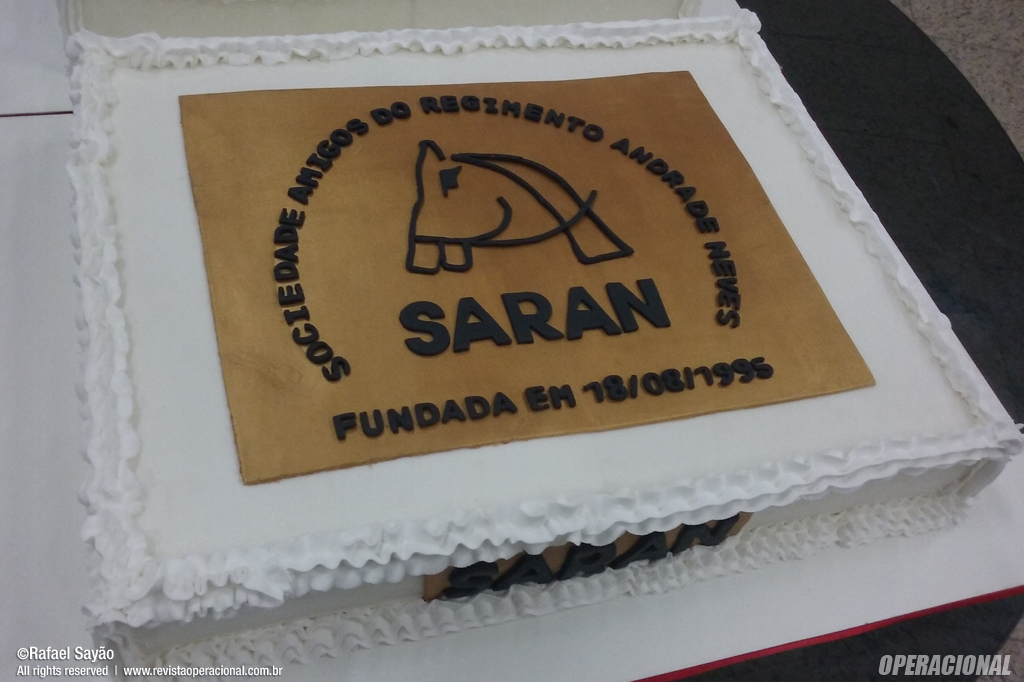 SOCIEDADE AMIGOS DO REGIMENTO ANDRADE NEVES
SARAN
FUNDADA EM 18/08/1995
SARAN
©Rafael Sayão
All rights reserved | www.revistaoperacional.com.br
OPERACIONAL